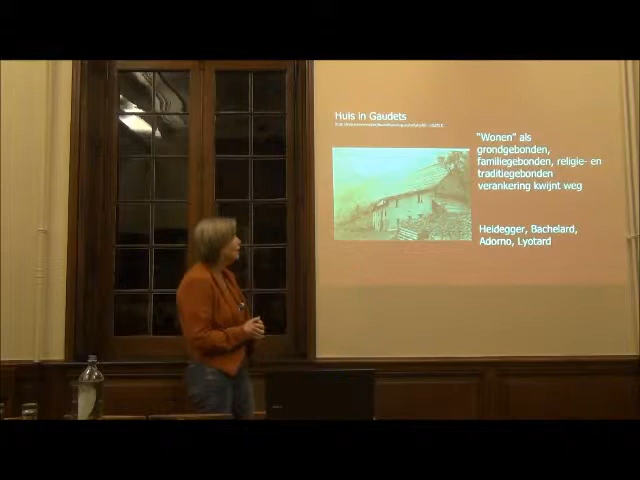 Huis in Gaudets
"Wonen" als
grondgebonden,
familiegebonden, religie- en
traditiegebonden
verankering kwijnt weg
Heidegger, Bachelard,
Adorno, Lyotard